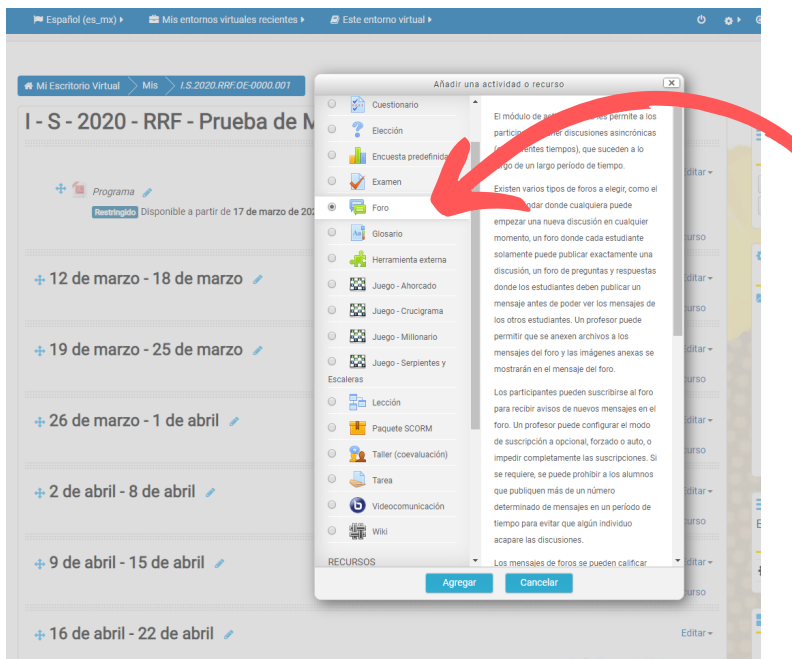 Español (es_mx)
Mis entornos virtuales recientes
Este entorno virtual
Mi Escritorio Virtual
Mis
I.S.2020.RRF.OE-0000.001
I - S - 2020 - RRF - Prueba de
Programa
Restringido Disponible a partir de 17 de marzo de
12 de marzo - 18 de marzo
19 de marzo - 25 de marzo
26 de marzo - 1 de abril
2 de abril - 8 de abril
9 de abril - 15 de abril
16 de abril - 22 de abril
Editar
Añadir una actividad o recurso
Cuestionario
Elección
Encuesta predefinida
Examen
Foro
Glosario
Herramienta externa
Juego - Ahorcado
Juego - Crucigrama
Juego - Millonario
Juego - Serpientes y
Escaleras
Lección
Paquete SCORM
Taller (coevaluación)
Tarea
Videocomunicación
Wiki
RECURSOS
El módulo de les permite a los
discusiones asincrónicas
tiempos), que suceden a lo
de un largo período de tiempo.
Existen varios tipos de foros a elegir, como el
donde cualquiera puede
empezar una nueva discusión en cualquier
momento, un foro donde cada estudiante
solamente puede publicar exactamente una
discusión, un foro de preguntas y respuestas
donde los estudiantes deben publicar un
mensaje antes de poder ver los mensajes de
los otros estudiantes. Un profesor puede
permitir que se anexen archivos a los
mensajes del foro y las imágenes anexas se
mostrarán en el mensaje del foro.
Los participantes pueden suscribirse al foro
para recibir avisos de nuevos mensajes en el
foro. Un profesor puede configurar el modo
de suscripción a opcional, forzado o auto, o
impedir completamente las suscripciones. Si
se requiere, se puede prohibir a los alumnos
que publiquen más de un número
determinado de mensajes en un período de
tiempo para evitar que algún individuo
acapare las discusiones.
Los mensajes de foros se pueden calificar
Agregar
Cancelar